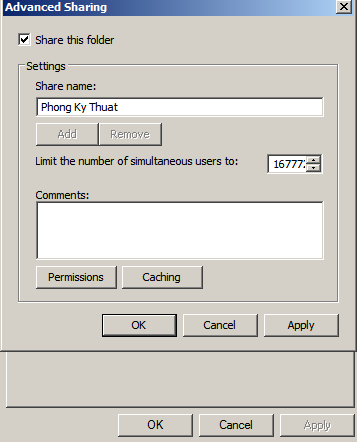 Advanced Sharing
Share this folder
Settings
Share name:
Phong Ky Thuat
Add Remove
Limit the number of simultaneous users to: 16777
Comments:
Permissions Caching
OK Cancel Apply
OK Cancel Apply